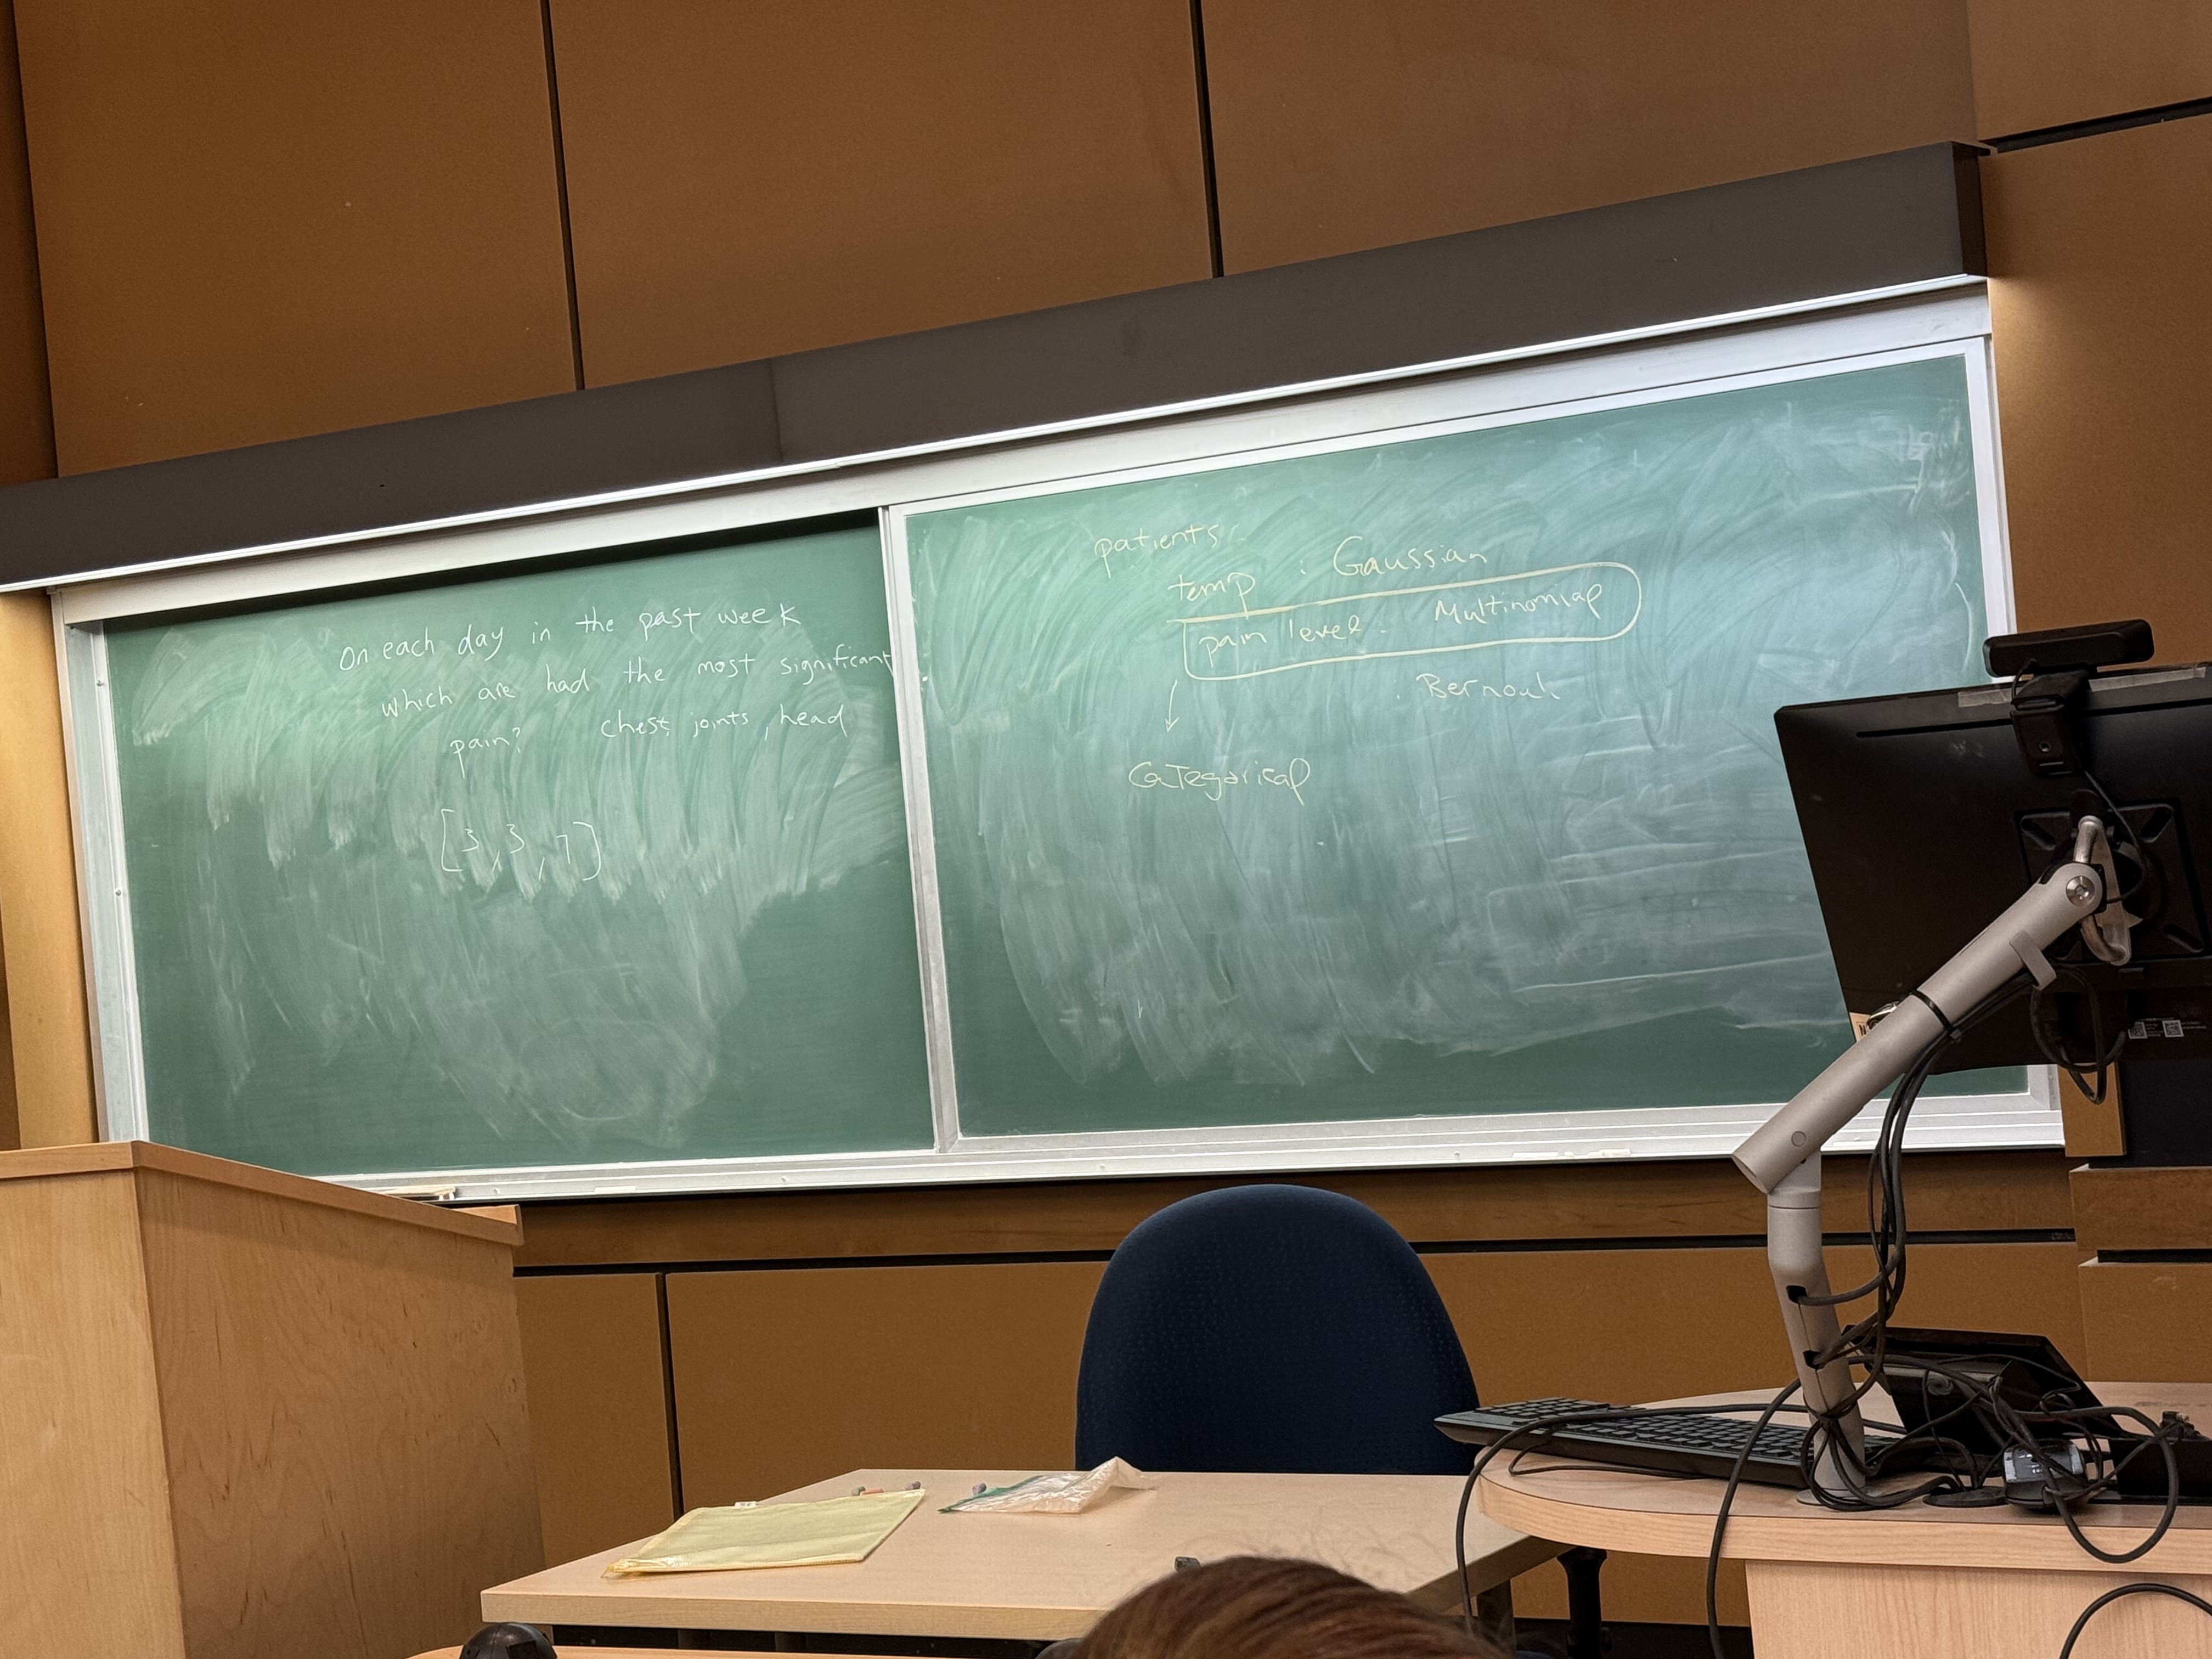 On each day in the past week
which are had the most significant
pain? chest, joints, head
[3, 3, 1]
patients:
temp : Gaussian
pain level : Multinomial
: Bernouli
Categorical